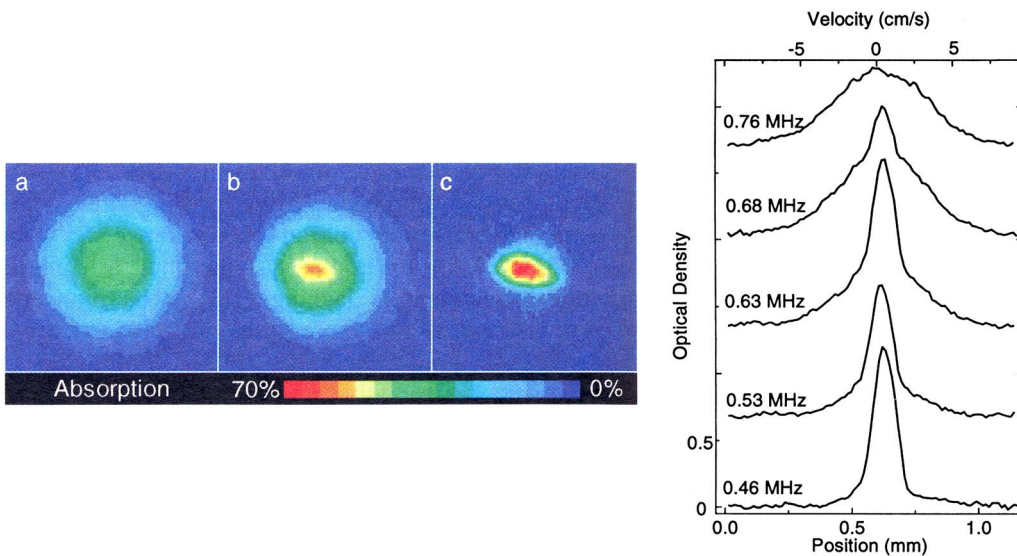 a
b
c
Absorption 70% 0%
Velocity (cm/s)
-5 0 5
0.76 MHz
0.68 MHz
0.63 MHz
0.53 MHz
0.46 MHz
Optical Density
0.5
0
0.0 0.5 1.0
Position (mm)